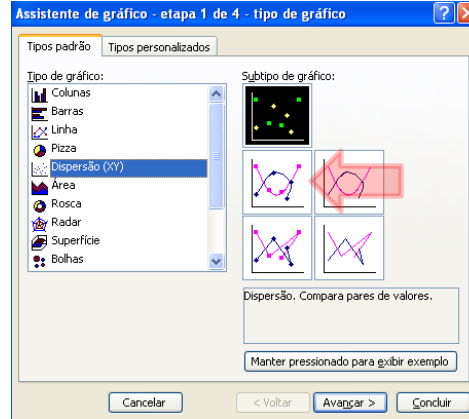 Assistente de gráfico - etapa 1 de 4 - tipo de gráfico
Tipos padrão
Tipos personalizados
Tipo de gráfico:
Subtipo de gráfico:
Colunas
Barras
Linha
Pizza
Dispersão (XY)
Área
Rosca
Radar
Superfície
Bolhas
Dispersão. Compara pares de valores.
Manter pressionado para exibir exemplo
Cancelar
< Voltar
Avançar >
Concluir